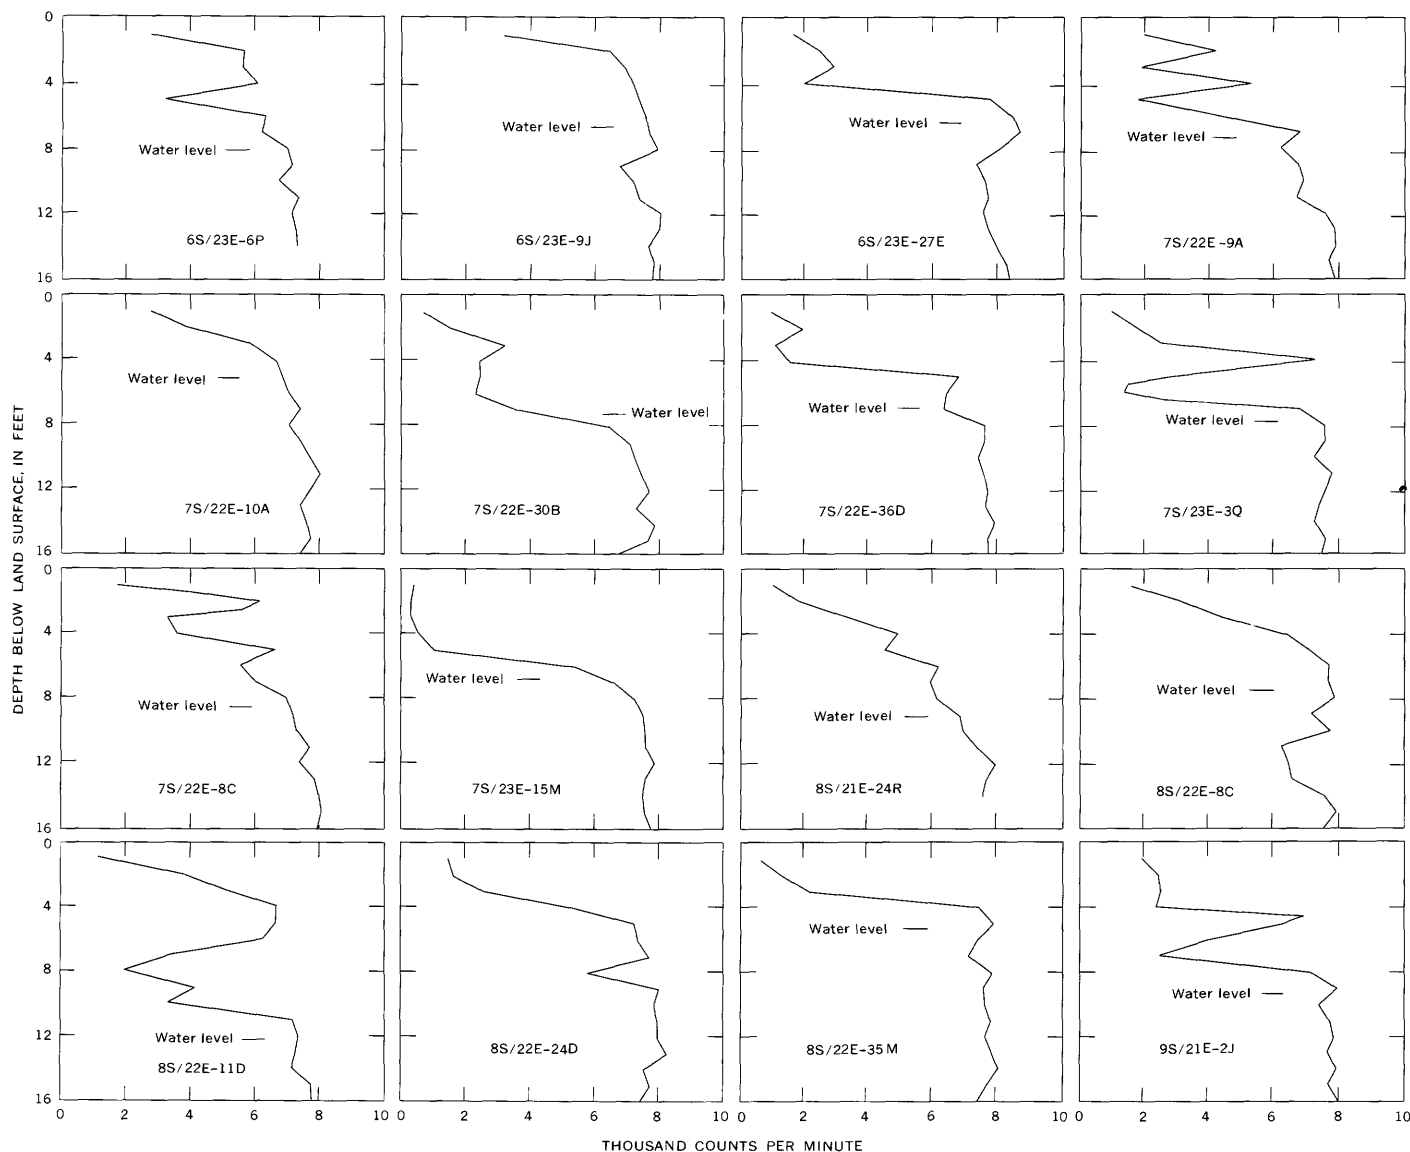 0
4
8
12
16
Water level
6S/23E-6P
Water level
6S/23E-9J
Water level
6S/23E-27E
Water level
7S/22E-9A
0
4
8
12
16
Water level
7S/22E-10A
Water level
7S/22E-30B
Water level
7S/22E-36D
Water level
7S/23E-3Q
0
4
8
12
16
Water level
7S/22E-8C
Water level
7S/23E-15M
Water level
8S/21E-24R
Water level
8S/22E-8C
0
4
8
12
16
Water level
8S/22E-11D
8S/22E-24D
Water level
8S/22E-35M
Water level
9S/21E-2J
0 2 4 6 8 10
0 2 4 6 8 10
0 2 4 6 8 10
0 2 4 6 8 10
DEPTH BELOW LAND SURFACE, IN FEET
THOUSAND COUNTS PER MINUTE